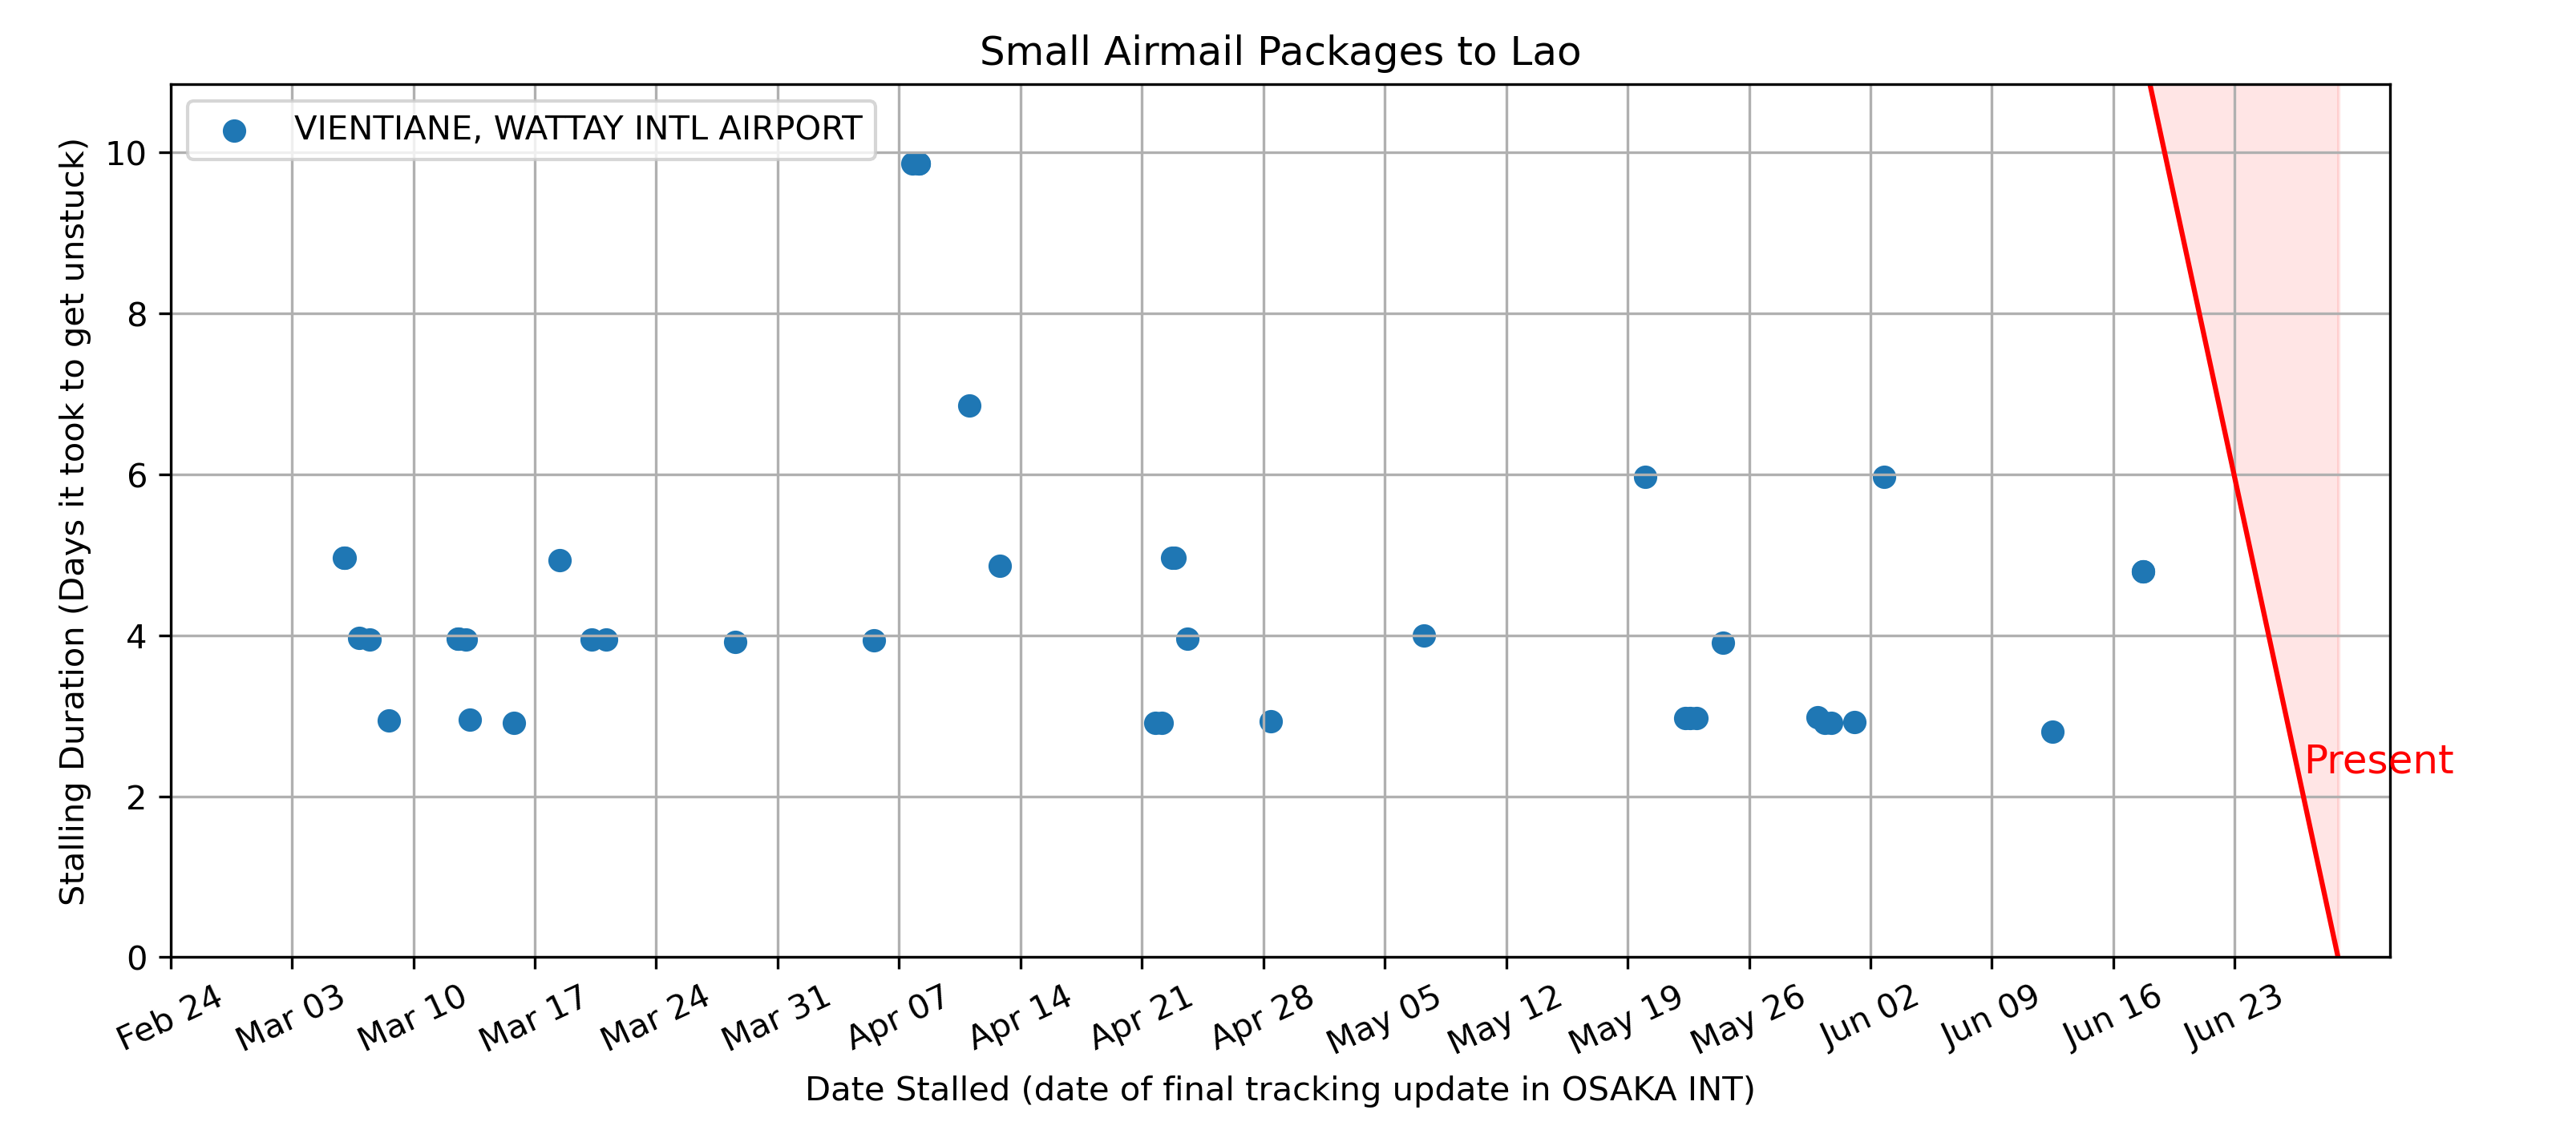 Small Airmail Packages to Lao
VIENTIANE, WATTAY INTL AIRPORT
Stalling Duration (Days it took to get unstuck)
10
8
6
4
2
0
Present
Feb 24
Mar 03
Mar 10
Mar 17
Mar 24
Mar 31
Apr 07
Apr 14
Apr 21
Apr 28
May 05
May 12
May 19
May 26
Jun 02
Jun 09
Jun 16
Jun 23
Date Stalled (date of final tracking update in OSAKA INT)